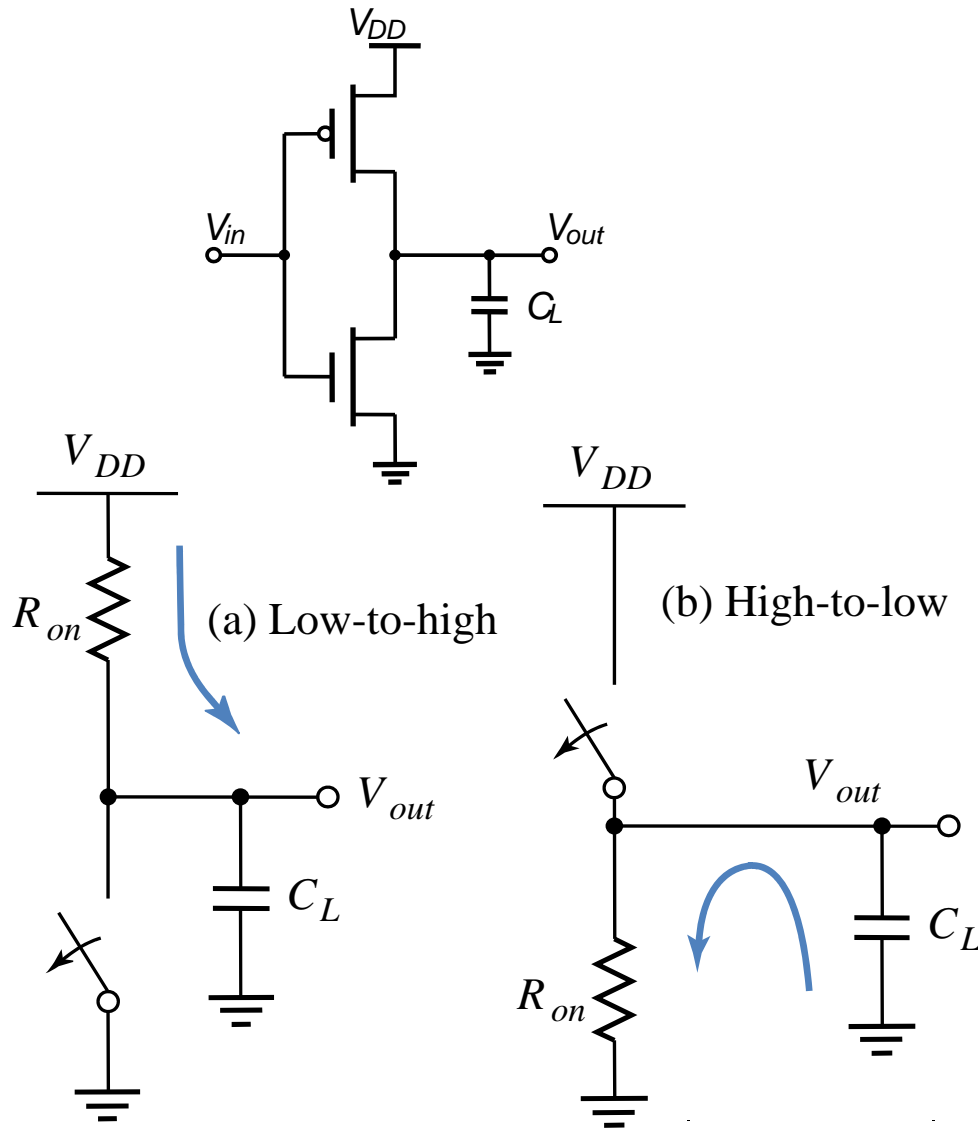 VDD
Vin
Vout
CL
VDD
VDD
Ron
(a) Low-to-high
(b) High-to-low
Vout
Vout
CL
CL
Ron